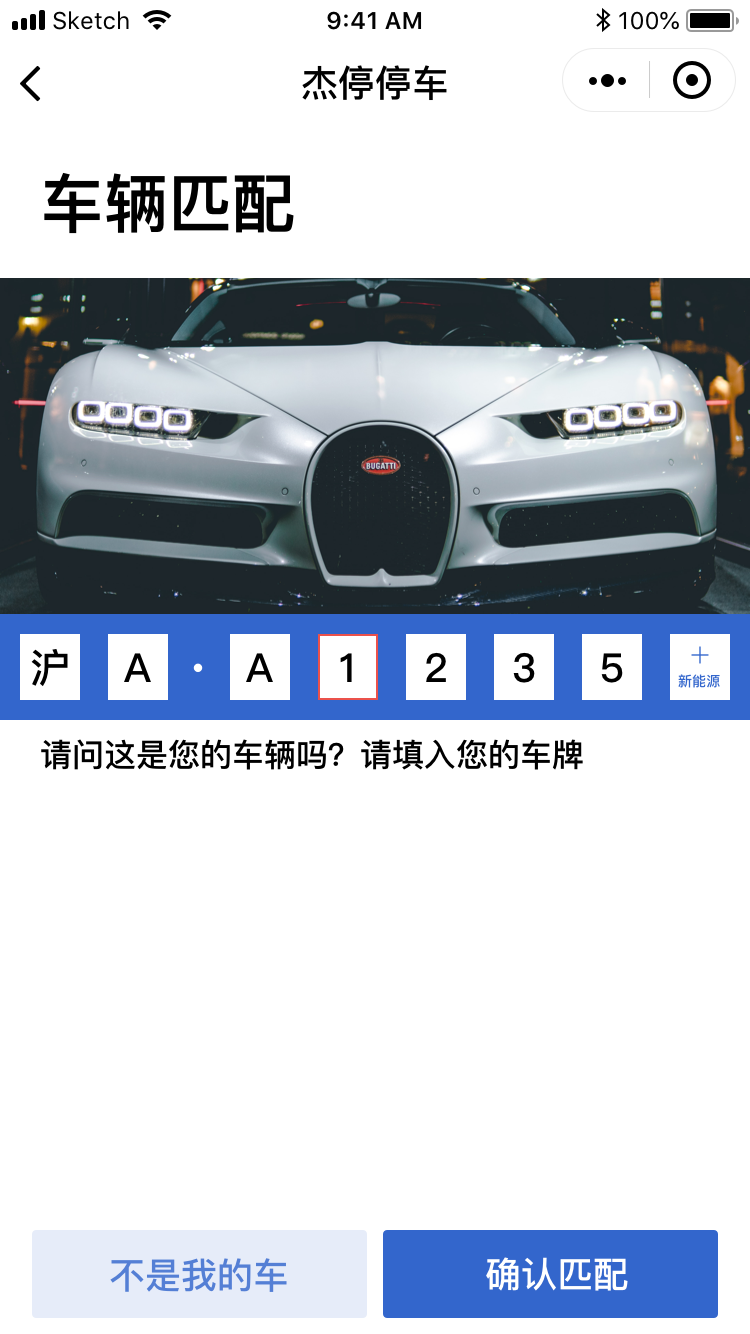 Sketch 9:41 AM 100%
杰停停车
车辆匹配
BUGATTI
沪 A · A 1 2 3 5 新能源
请问这是您的车辆吗？请填入您的车牌
不是我的车 确认匹配